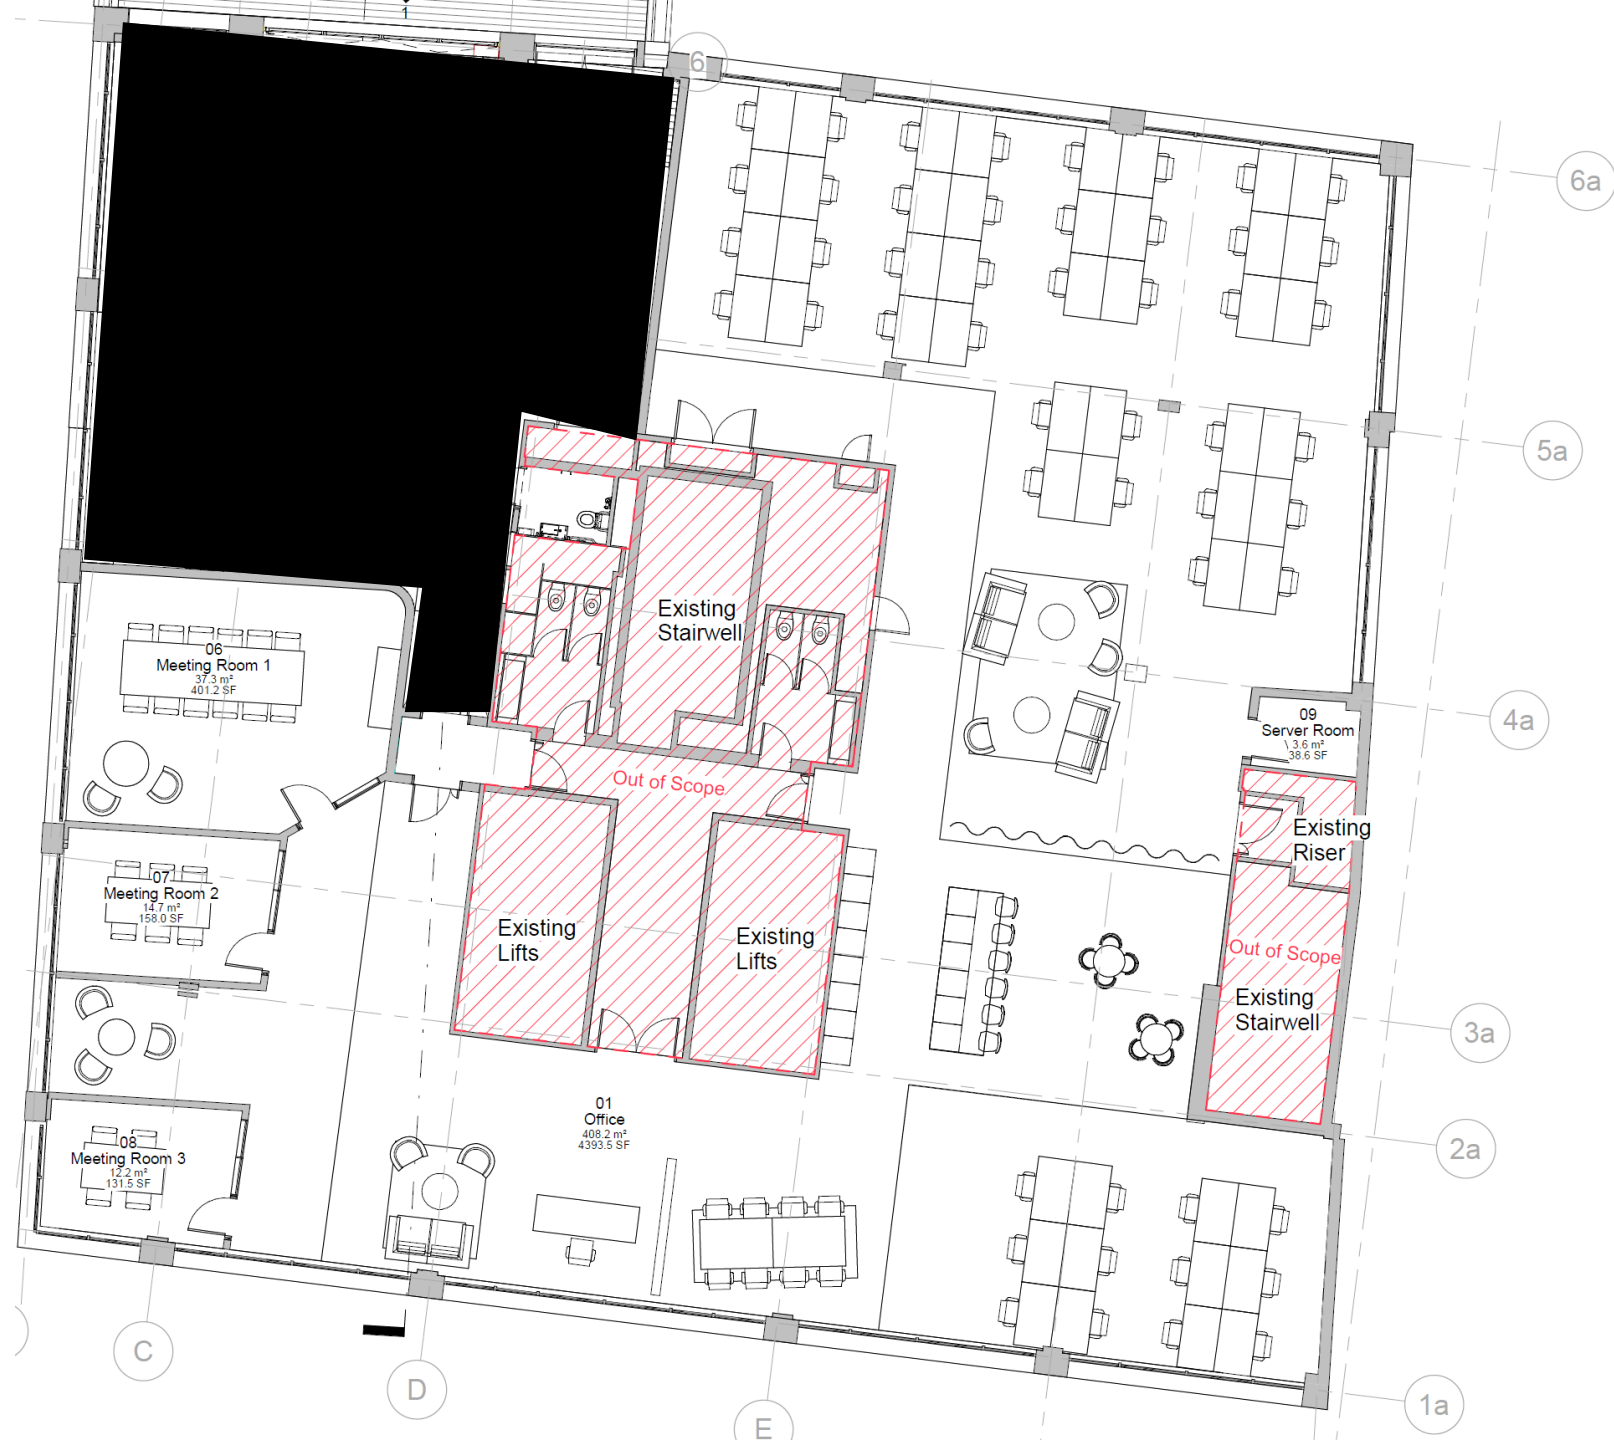 1
6
6a
5a
Existing
Stairwell
06
Meeting Room 1
37.3 m²
401.2 SF
4a
09
Server Room
3.6 m²
38.6 SF
Out of Scope
Existing
Riser
07
Meeting Room 2
14.7 m²
158.0 SF
Existing
Lifts
Existing
Lifts
Out of Scope
Existing
Stairwell
3a
01
Office
408.2 m²
4393.5 SF
08
Meeting Room 3
12.2 m²
131.5 SF
2a
C
D
E
1a